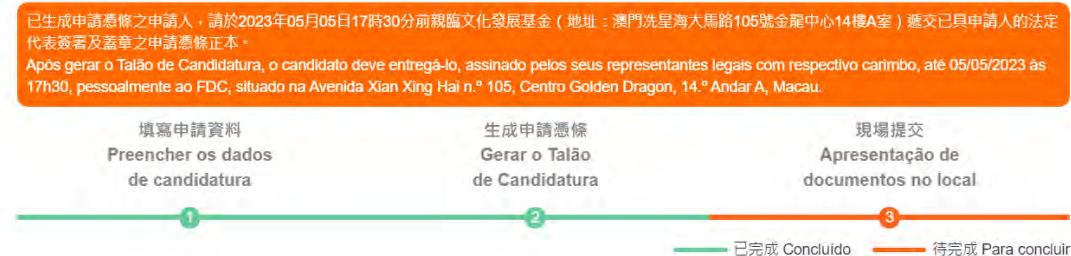 已生成申請憑條之申請人，請於2023年05月05日17時30分前親臨文化發展基金（地址：澳門冼星海大馬路105號金龍中心14樓A室）遞交已具申請人的法定
代表簽署及蓋章之申請憑條正本。
Após gerar o Talão de Candidatura, o candidato deve entregá-lo, assinado pelos seus representantes legais com respectivo carimbo, até 05/05/2023 às
17h30, pessoalmente ao FDC, situado na Avenida Xian Xing Hai n.º 105, Centro Golden Dragon, 14.º Andar A, Macau.
填寫申請資料
Preencher os dados
de candidatura
生成申請憑條
Gerar o Talão
de Candidatura
現場提交
Apresentação de
documentos no local
1
2
3
已完成 Concluído
待完成 Para concluir